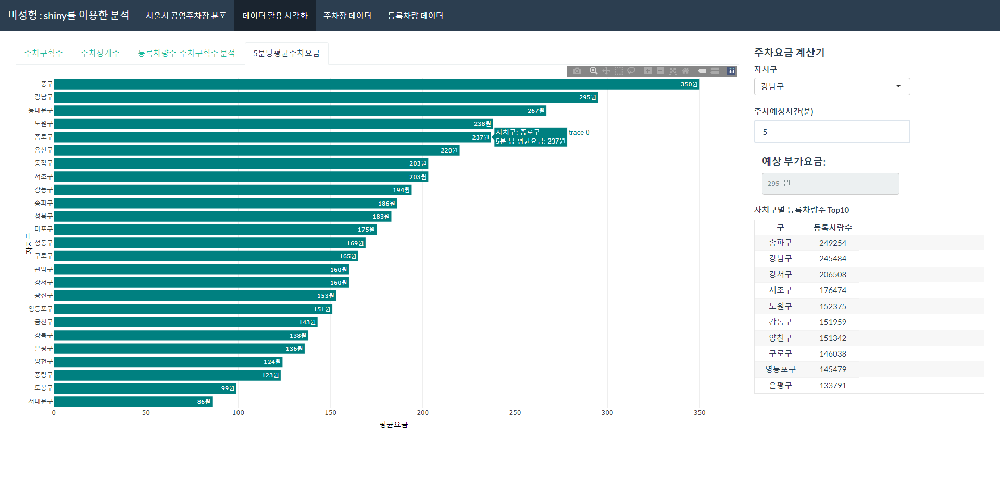 비정형 : shiny를 이용한 분석 서울시 공영주차장 분포 데이터 활용 시각화 주차장 데이터 등록차량 데이터
주차구획수 주차장개수 등록차량수-주차구획수 분석 5분당평균주차요금
자치구
중구 350원
강남구 295원
동대문구 267원
노원구 238원
종로구 237원
자치구: 종로구
5분 당 평균요금: 237원
trace 0
용산구 220원
동작구 203원
서초구 203원
강동구 194원
송파구 186원
성북구 183원
마포구 175원
성동구 169원
구로구 165원
관악구 160원
강서구 160원
광진구 153원
영등포구 151원
금천구 143원
강북구 138원
은평구 136원
양천구 124원
중랑구 123원
도봉구 99원
서대문구 86원
0 50 100 150 200 250 300 350
평균요금
주차요금 계산기
자치구
강남구
주차예상시간(분)
5
예상 부가요금:
295 원
자치구별 등록차량수 Top10
구 등록차량수
송파구 249254
강남구 245484
강서구 206508
서초구 176474
노원구 152375
강동구 151959
양천구 151342
구로구 146038
영등포구 145479
은평구 133791